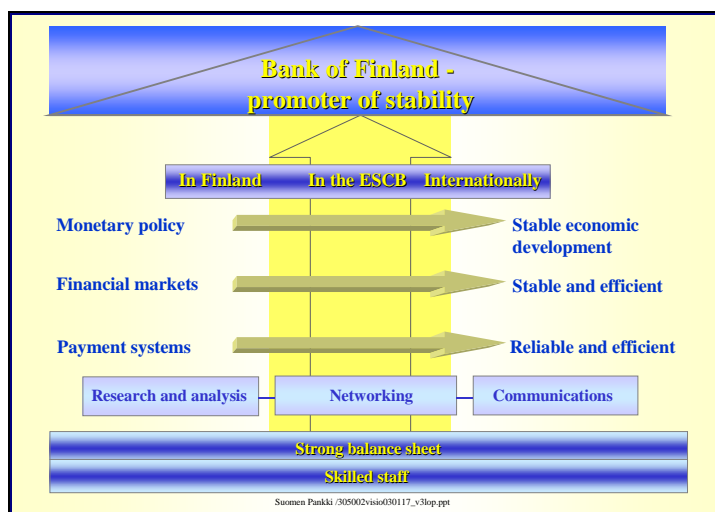 Bank of Finland -
promoter of stability
In Finland In the ESCB Internationally
Monetary policy
Stable economic
development
Financial markets
Stable and efficient
Payment systems
Reliable and efficient
Research and analysis
Networking
Communications
Strong balance sheet
Skilled staff
Suomen Pankki /305002visio030117_v3lop.ppt